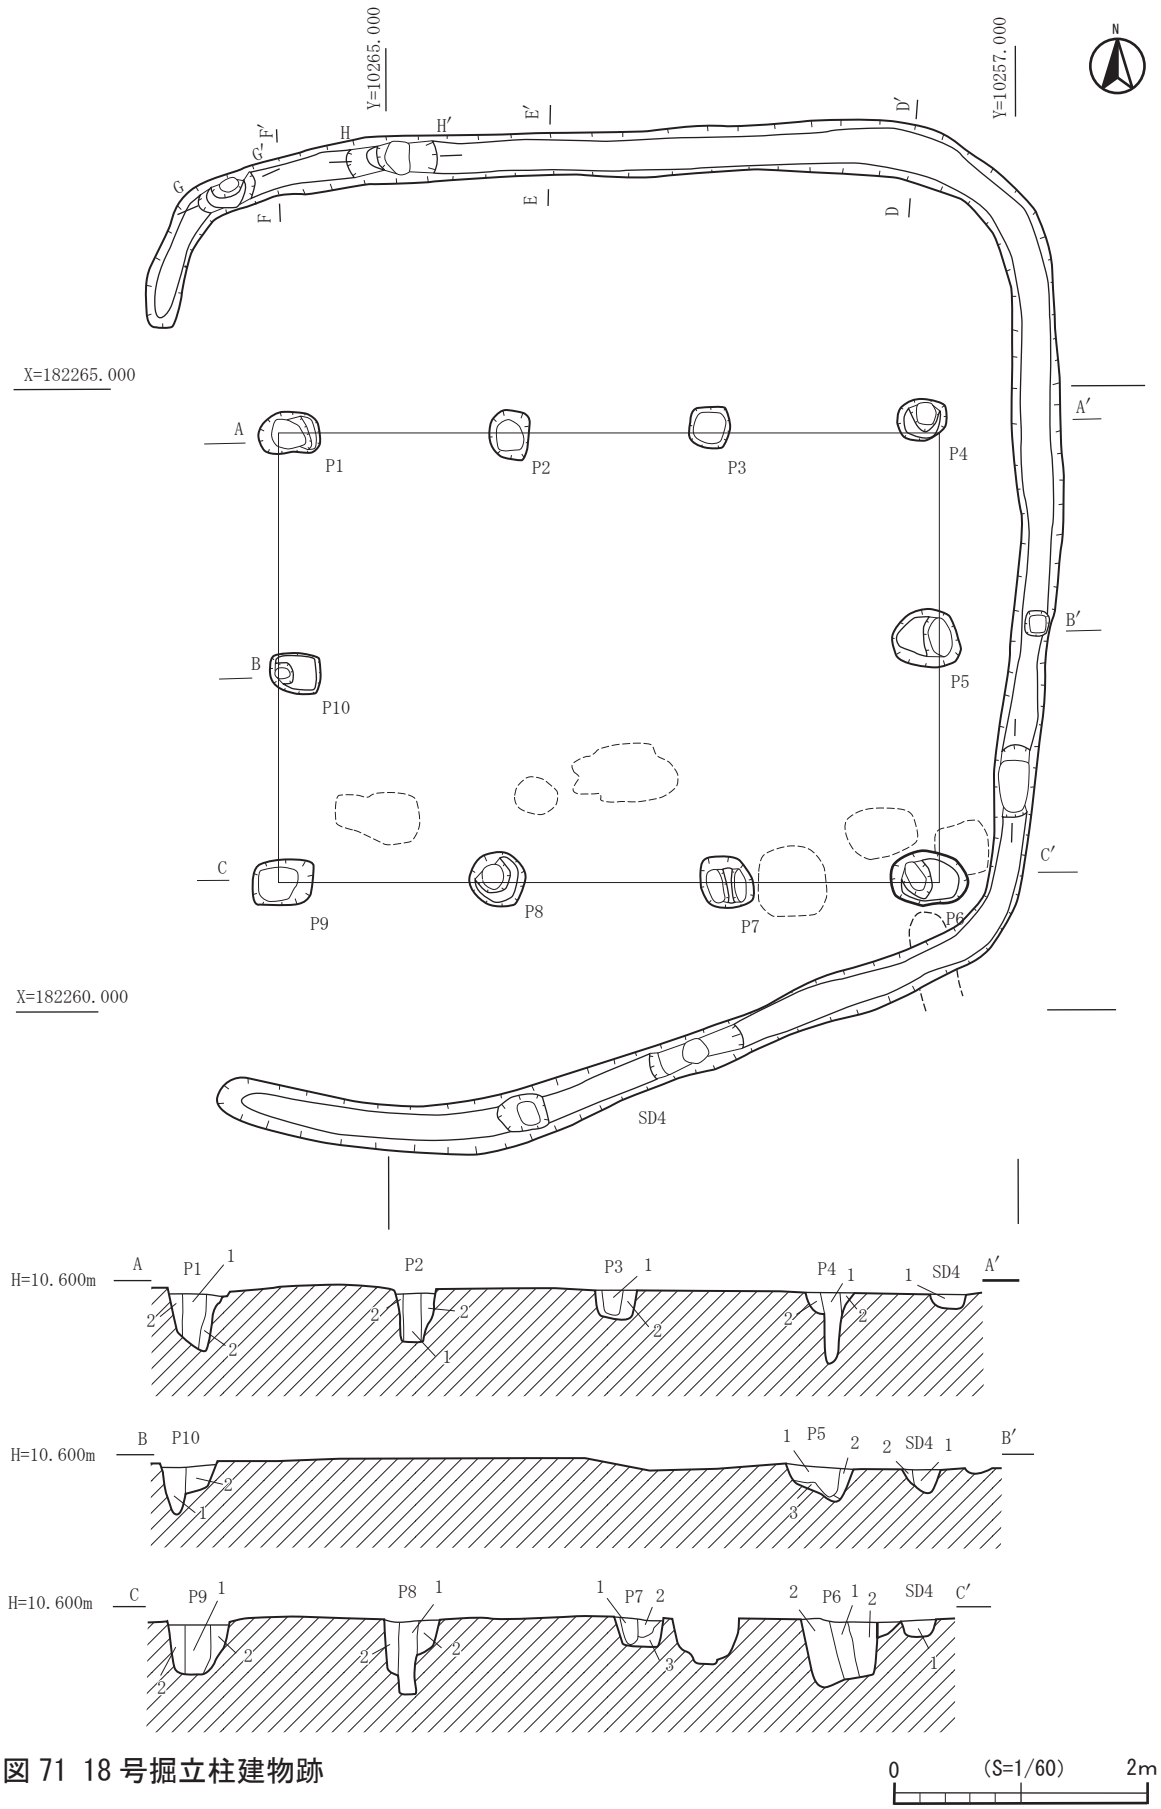 Y=10265.000
Y=10257.000
N
E′
D′
F′
H
H′
G′
G
F
E
D
X=182265.000
A
A′
P1
P2
P3
P4
B
B′
P10
P5
C
C′
P9
P8
P7
P6
X=182260.000
SD4
A
P1
1
P2
P3
1
P4
1
1
SD4
A′
H=10.600m
2
2
2
2
1
2
2
2
B
P10
1
P5
2
2
SD4
1
B′
H=10.600m
2
1
3
C
P9
1
P8
1
1
P7
2
2
P6
1
2
SD4
C′
H=10.600m
2
2
2
2
3
1
図 71 18 号掘立柱建物跡
0 (S=1/60) 2m